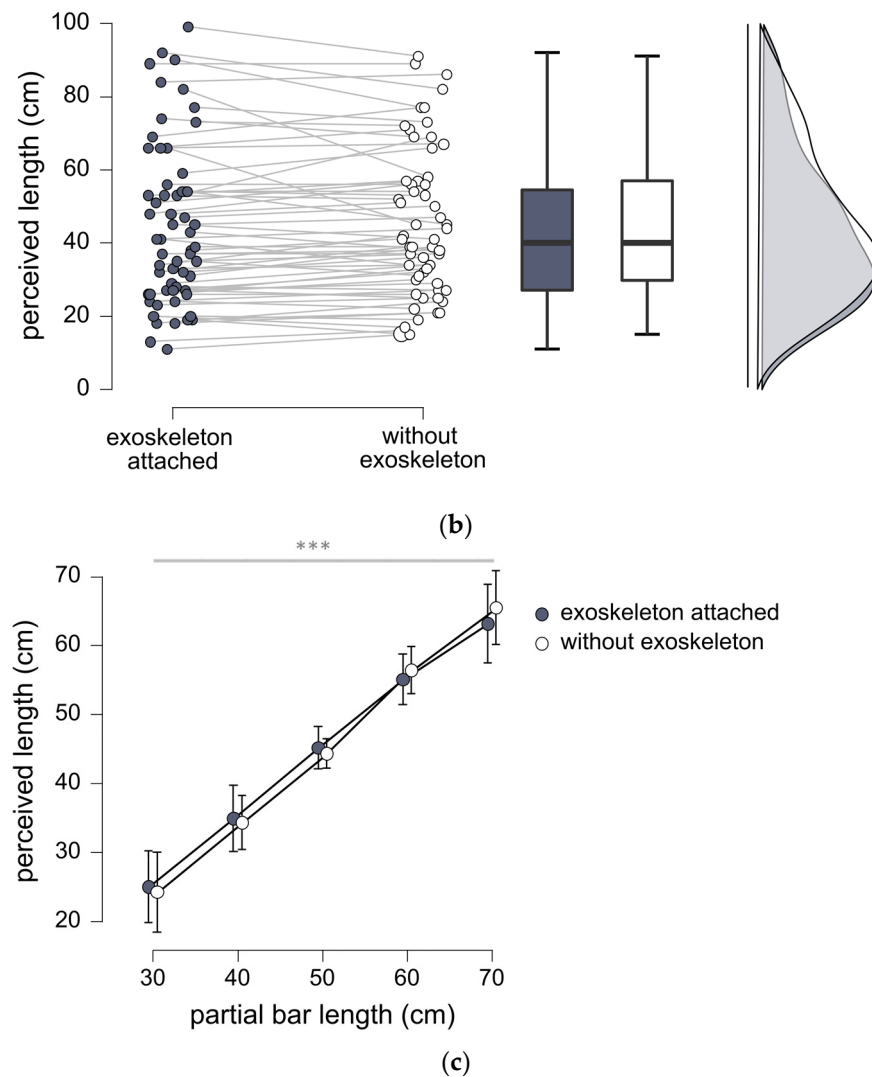 100
80
60
40
20
0
perceived length (cm)
exoskeleton
attached
without
exoskeleton
(b)
***
70
60
50
40
30
20
perceived length (cm)
exoskeleton attached
without exoskeleton
30 40 50 60 70
partial bar length (cm)
(c)